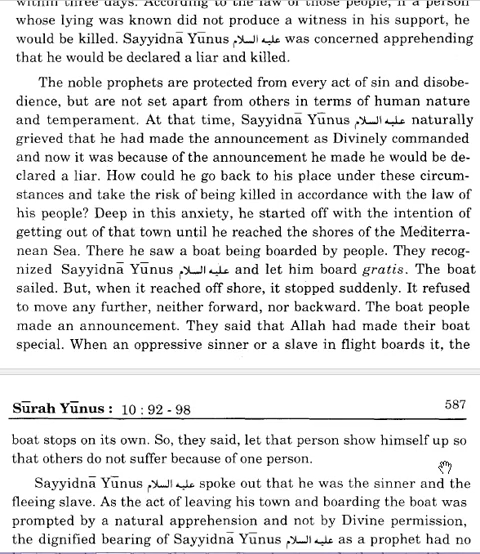 within three days. According to the law of those people, if a person
whose lying was known did not produce a witness in his support, he
would be killed. Sayyidnā Yūnus عليه السلام was concerned apprehending
that he would be declared a liar and killed.
The noble prophets are protected from every act of sin and disobe-
dience, but are not set apart from others in terms of human nature
and temperament. At that time, Sayyidnā Yūnus عليه السلام naturally
grieved that he had made the announcement as Divinely commanded
and now it was because of the announcement he made he would be de-
clared a liar. How could he go back to his place under these circum-
stances and take the risk of being killed in accordance with the law of
his people? Deep in this anxiety, he started off with the intention of
getting out of that town until he reached the shores of the Mediterra-
nean Sea. There he saw a boat being boarded by people. They recog-
nized Sayyidnā Yūnus عليه السلام and let him board gratis. The boat
sailed. But, when it reached off shore, it stopped suddenly. It refused
to move any further, neither forward, nor backward. The boat people
made an announcement. They said that Allah had made their boat
special. When an oppressive sinner or a slave in flight boards it, the
Sūrah Yūnus : 10 : 92 - 98 587
boat stops on its own. So, they said, let that person show himself up so
that others do not suffer because of one person.
Sayyidnā Yūnus عليه السلام spoke out that he was the sinner and the
fleeing slave. As the act of leaving his town and boarding the boat was
prompted by a natural apprehension and not by Divine permission,
the dignified bearing of Sayyidnā Yūnus عليه السلام as a prophet had no